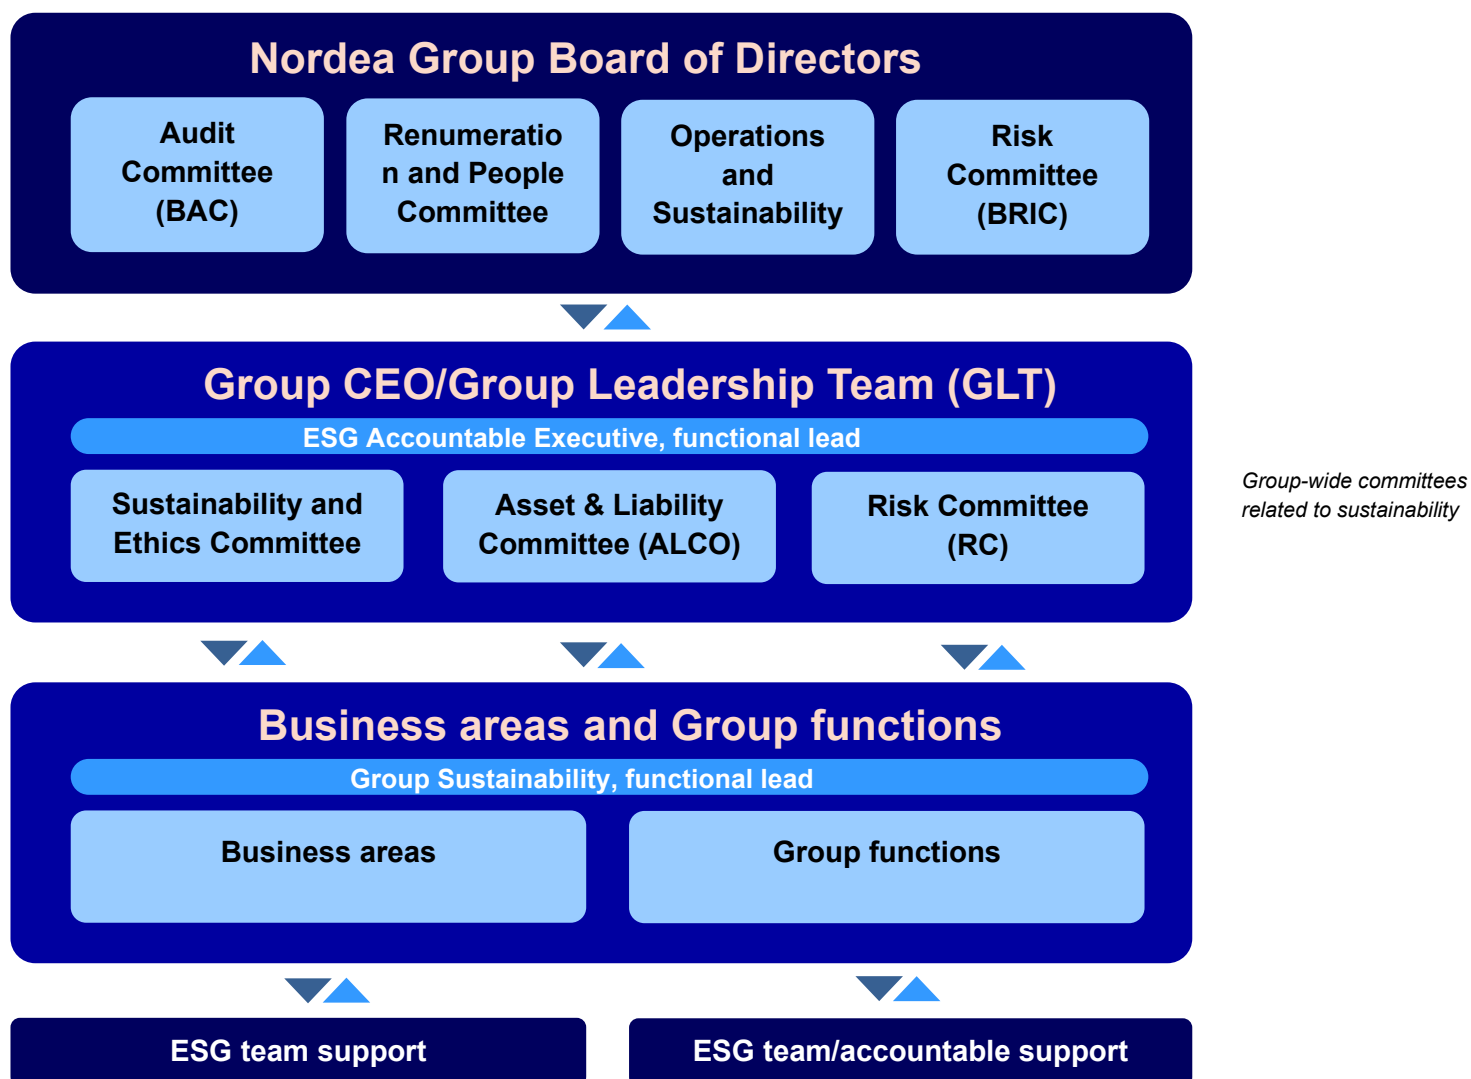 Nordea Group Board of Directors
Audit
Committee
(BAC)
Renumeratio
n and People
Committee
Operations
and
Sustainability
Risk
Committee
(BRIC)
Group CEO/Group Leadership Team (GLT)
ESG Accountable Executive, functional lead
Sustainability and
Ethics Committee
Asset & Liability
Committee (ALCO)
Risk Committee
(RC)
Group-wide committees
related to sustainability
Business areas and Group functions
Group Sustainability, functional lead
Business areas
Group functions
ESG team support
ESG team/accountable support